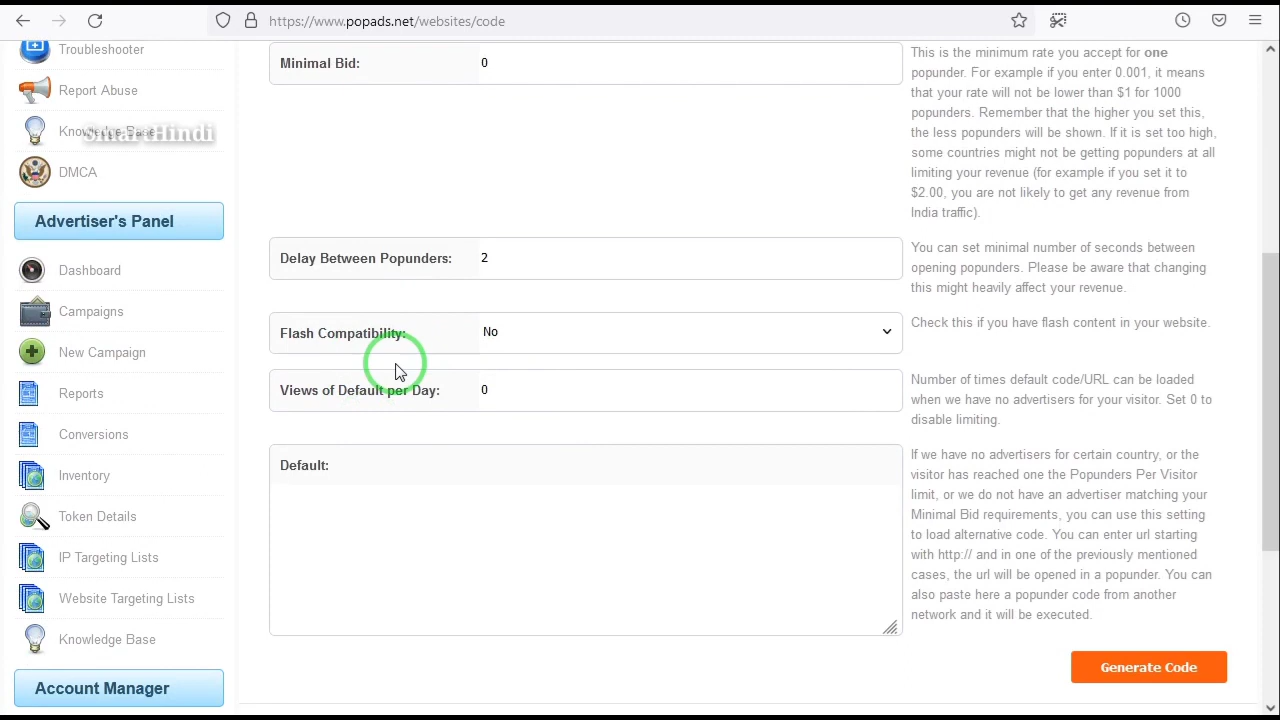 https://www.popads.net/websites/code
Troubleshooter
Report Abuse
Knowledge Base
SmartHindi
DMCA
Advertiser's Panel
Dashboard
Campaigns
New Campaign
Reports
Conversions
Inventory
Token Details
IP Targeting Lists
Website Targeting Lists
Knowledge Base
Account Manager
Minimal Bid: 0
This is the minimum rate you accept for one
popunder. For example if you enter 0.001, it means
that your rate will not be lower than $1 for 1000
popunders. Remember that the higher you set this,
the less popunders will be shown. If it is set too high,
some countries might not be getting popunders at all
limiting your revenue (for example if you set it to
$2.00, you are not likely to get any revenue from
India traffic).
Delay Between Popunders: 2
You can set minimal number of seconds between
opening popunders. Please be aware that changing
this might heavily affect your revenue.
Flash Compatibility: No
Check this if you have flash content in your website.
Views of Default per Day: 0
Number of times default code/URL can be loaded
when we have no advertisers for your visitor. Set 0 to
disable limiting.
Default:
If we have no advertisers for certain country, or the
visitor has reached one the Popunders Per Visitor
limit, or we do not have an advertiser matching your
Minimal Bid requirements, you can use this setting
to load alternative code. You can enter url starting
with http:// and in one of the previously mentioned
cases, the url will be opened in a popunder. You can
also paste here a popunder code from another
network and it will be executed.
Generate Code